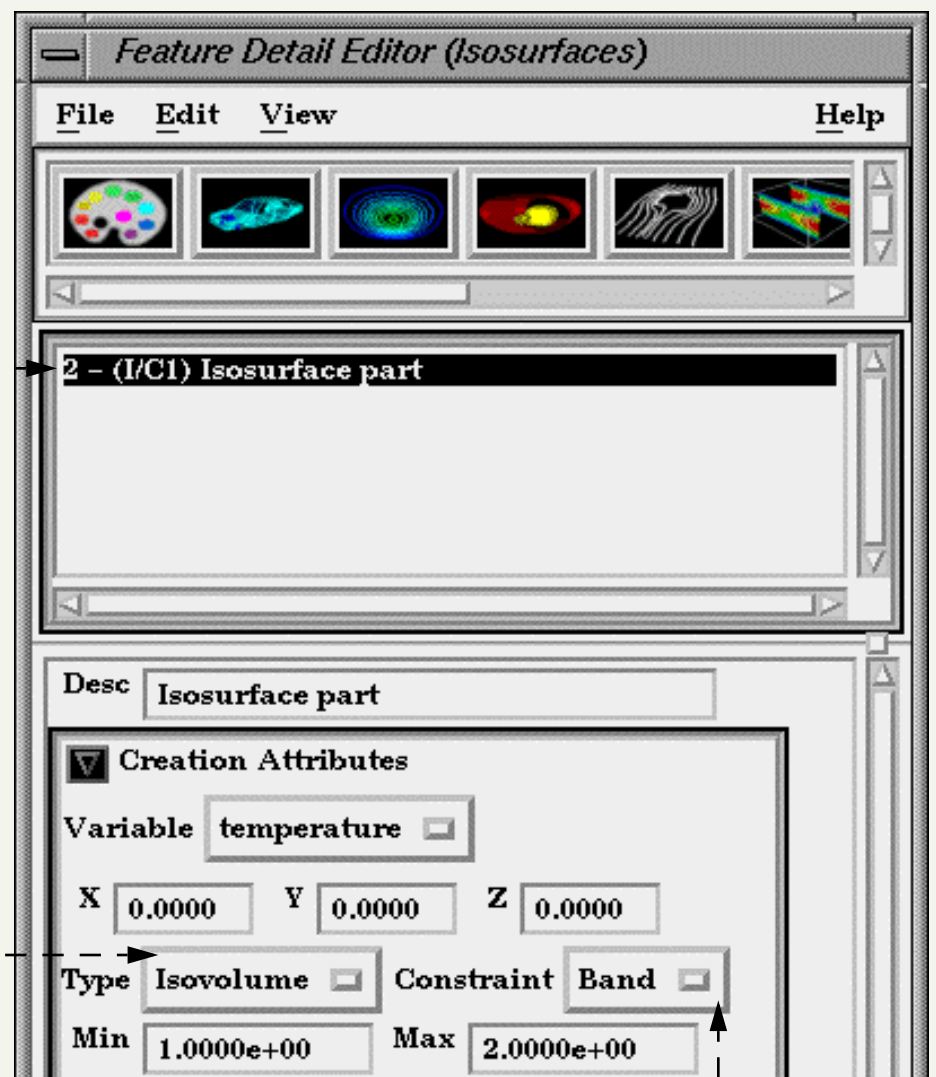 Feature Detail Editor (Isosurfaces)
File Edit View Help
2 – (I/C1) Isosurface part
Desc Isosurface part
Creation Attributes
Variable temperature
X 0.0000 Y 0.0000 Z 0.0000
Type Isovolume Constraint Band
Min 1.0000e+00 Max 2.0000e+00